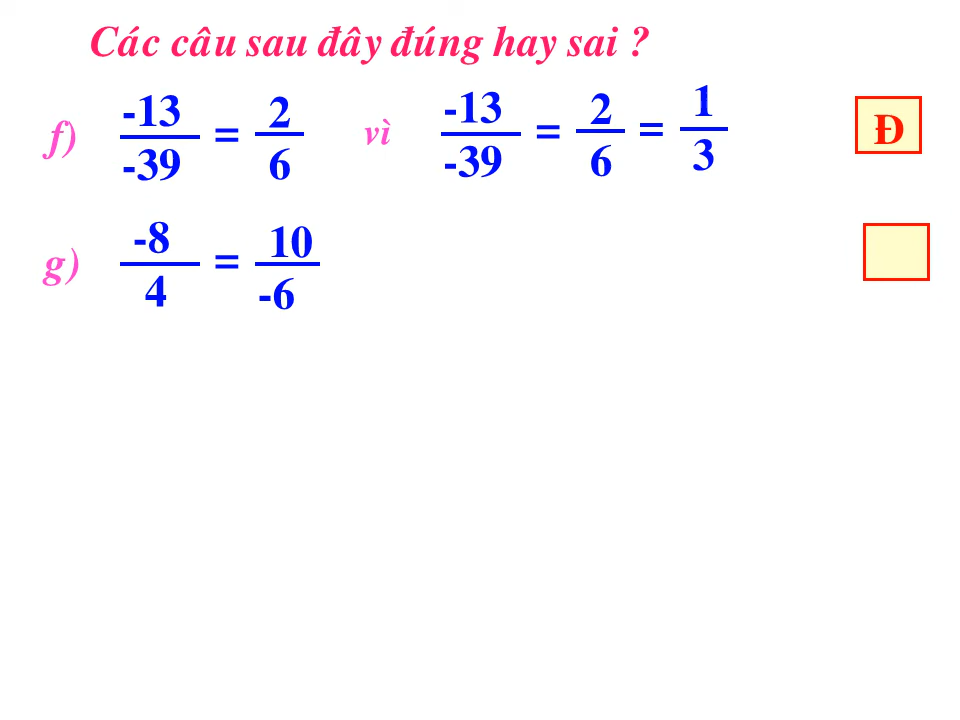 Các câu sau đây đúng hay sai ?
f) -13/-39 = 2/6 vì -13/-39 = 2/6 = 1/3 Đ
g) -8/4 = 10/-6